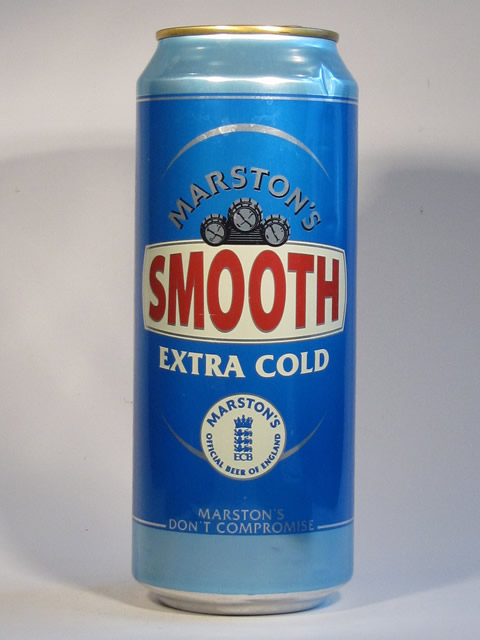 MARSTON'S
SMOOTH
EXTRA COLD
MARSTON'S
ECB
OFFICIAL BEER OF ENGLAND
MARSTON'S
DON'T COMPROMISE